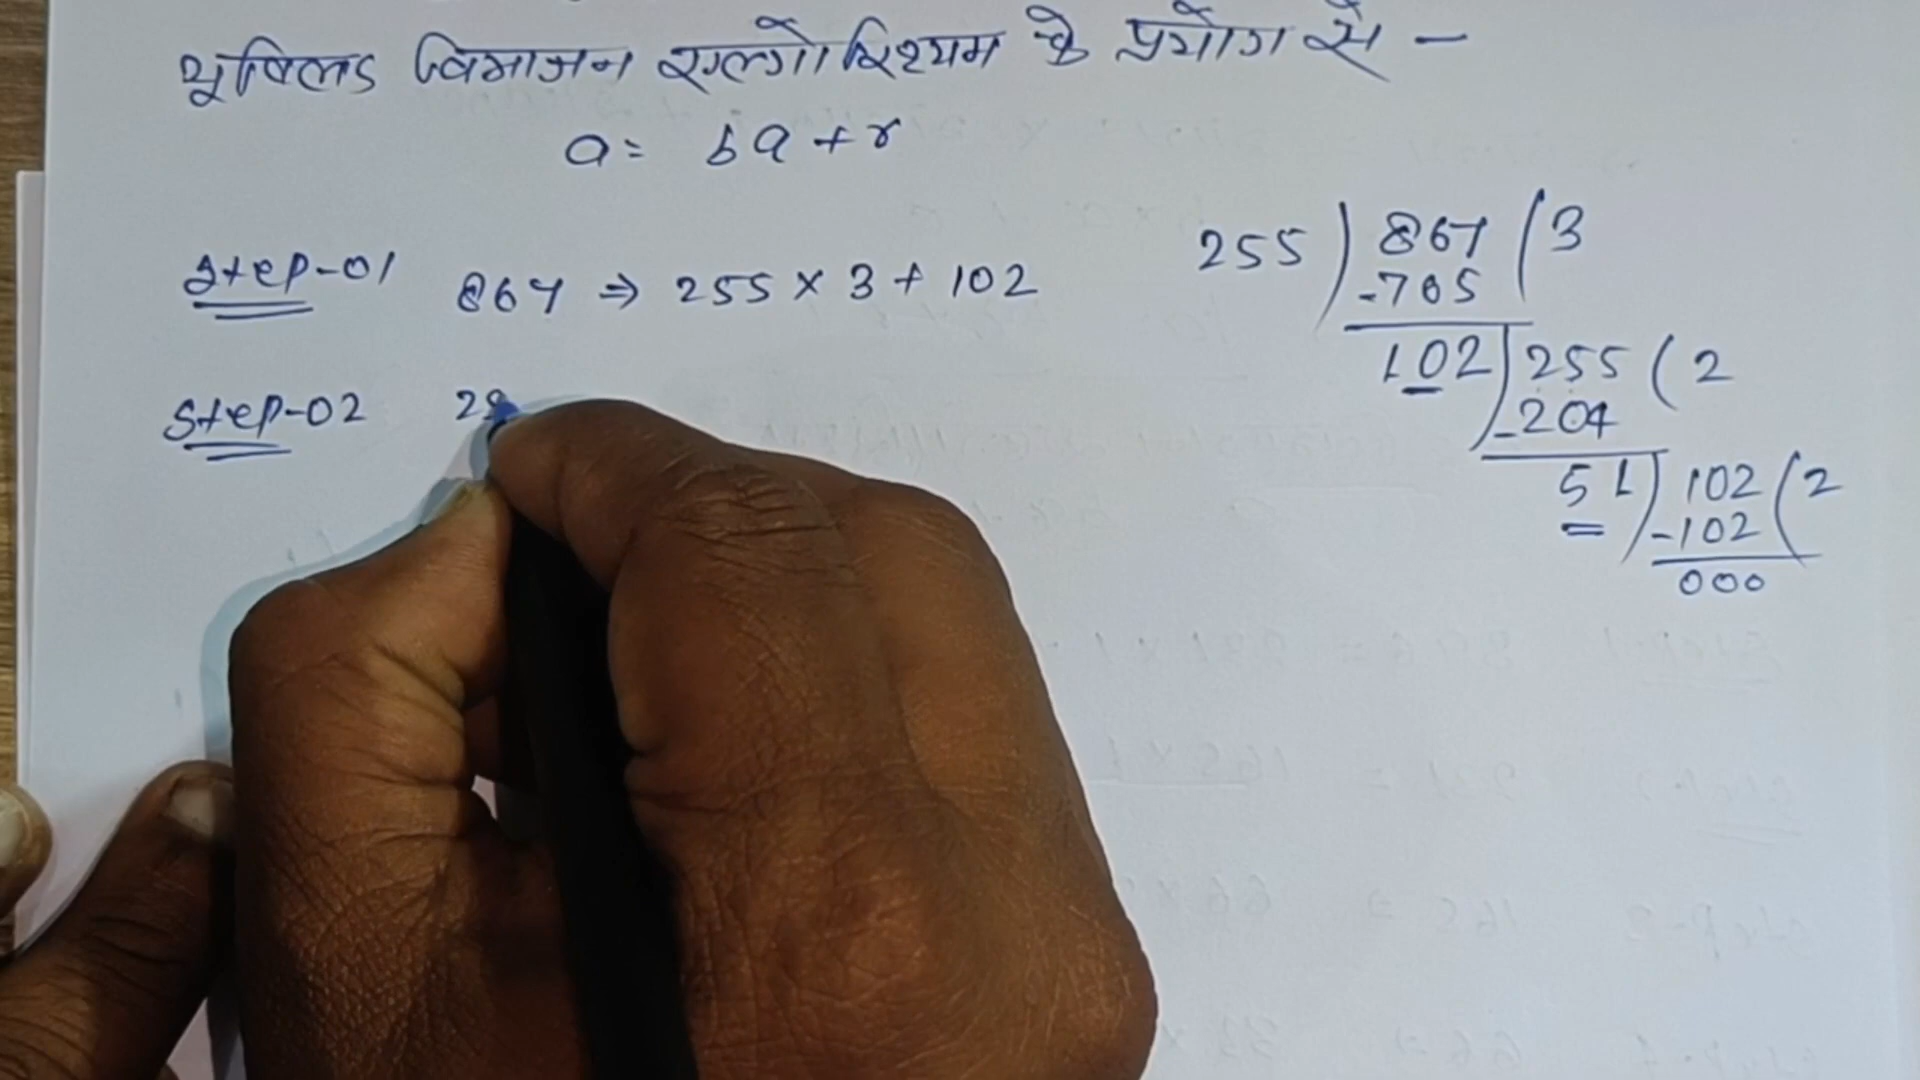 यूक्लिड विभाजन एल्गोरिथ्म के प्रयोग से -
a = bq + r
Step-01 867 ⇒ 255 × 3 + 102
Step-02 25
255 ) 867 ( 3
-765
102 ) 255 ( 2
-204
51 ) 102 ( 2
-102
000